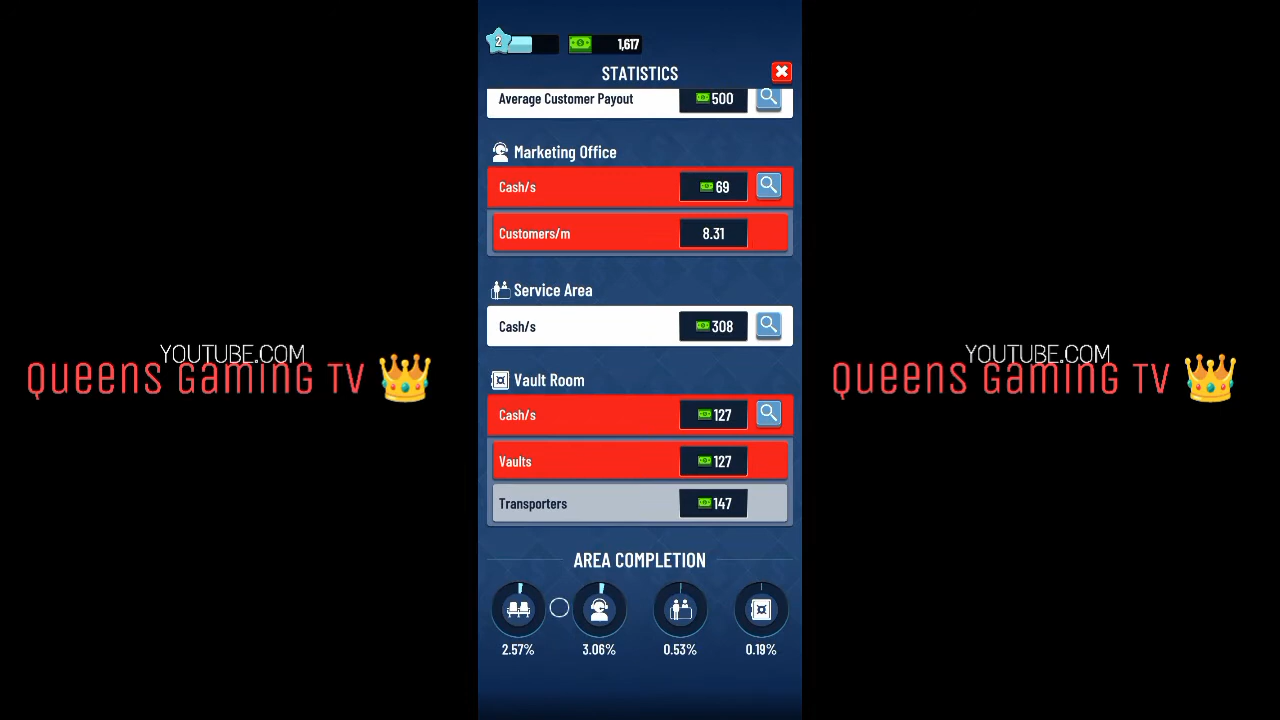 2
1,617
STATISTICS
Average Customer Payout 500
Marketing Office
Cash/s 69
Customers/m 8.31
Service Area
Cash/s 308
Vault Room
Cash/s 127
Vaults 127
Transporters 147
AREA COMPLETION
2.57% 3.06% 0.53% 0.19%
YOUTUBE.COM
Queens Gaming TV
YOUTUBE.COM
Queens Gaming TV